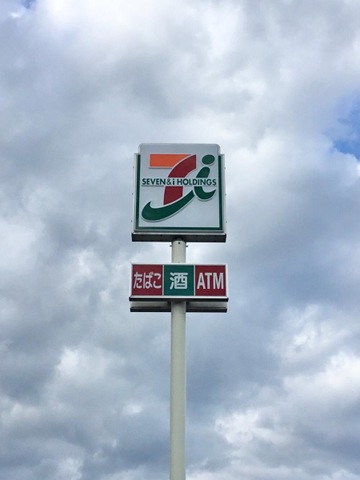 SEVEN & i HOLDINGS
たばこ 酒 ATM